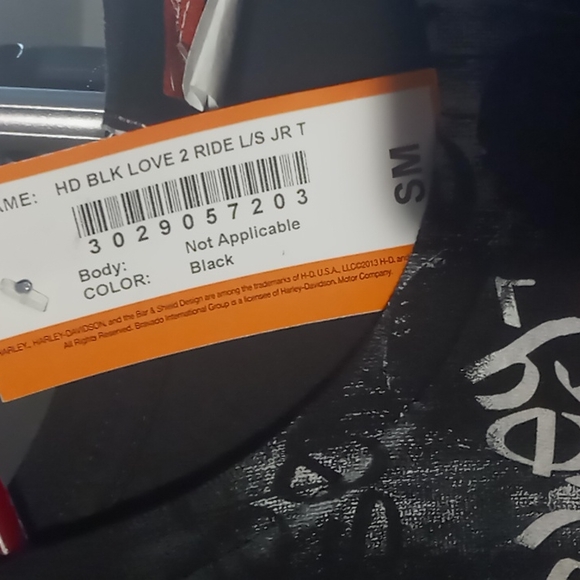 AME: HD BLK LOVE 2 RIDE L/S JR T
3029057203
Body: Not Applicable
COLOR: Black
SM
HARLEY, HARLEY-DAVIDSON, and the Bar & Shield Design are among the trademarks of H-D U.S.A., LLC©2013 H-D. and
All Rights Reserved. Bravado International Group is a licensee of Harley-Davidson Motor Company.